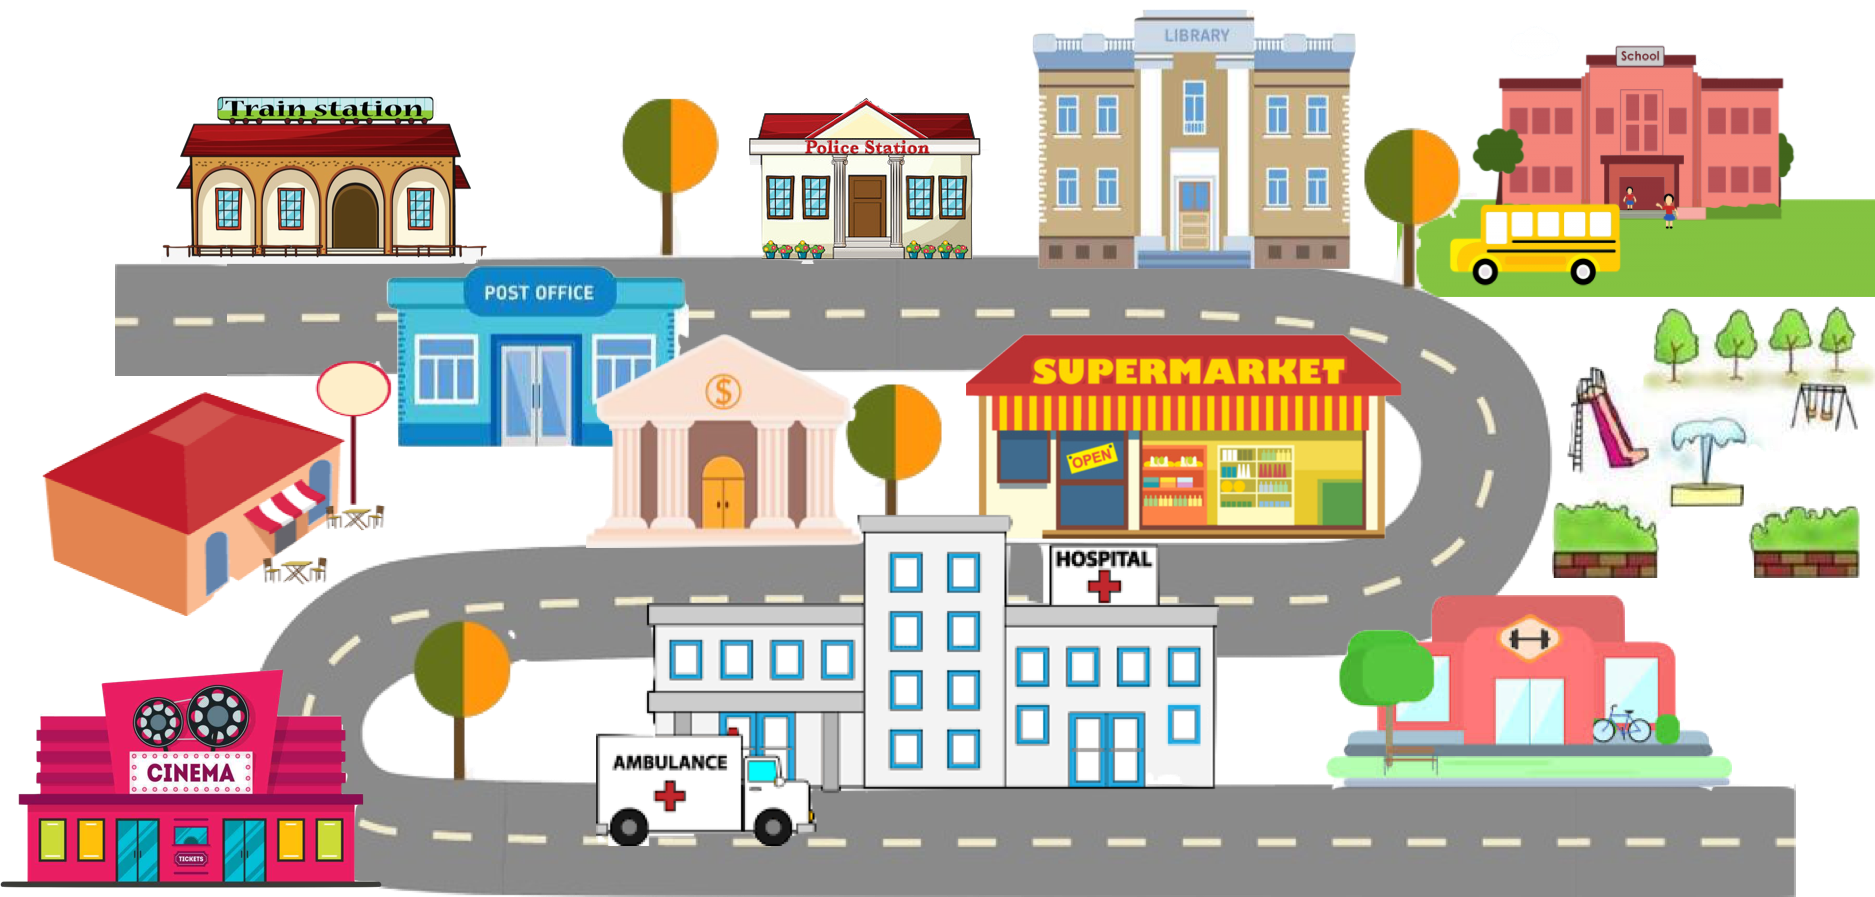 Train station
Police Station
LIBRARY
School
POST OFFICE
$
SUPERMARKET
OPEN
HOSPITAL
CINEMA
AMBULANCE
TICKETS